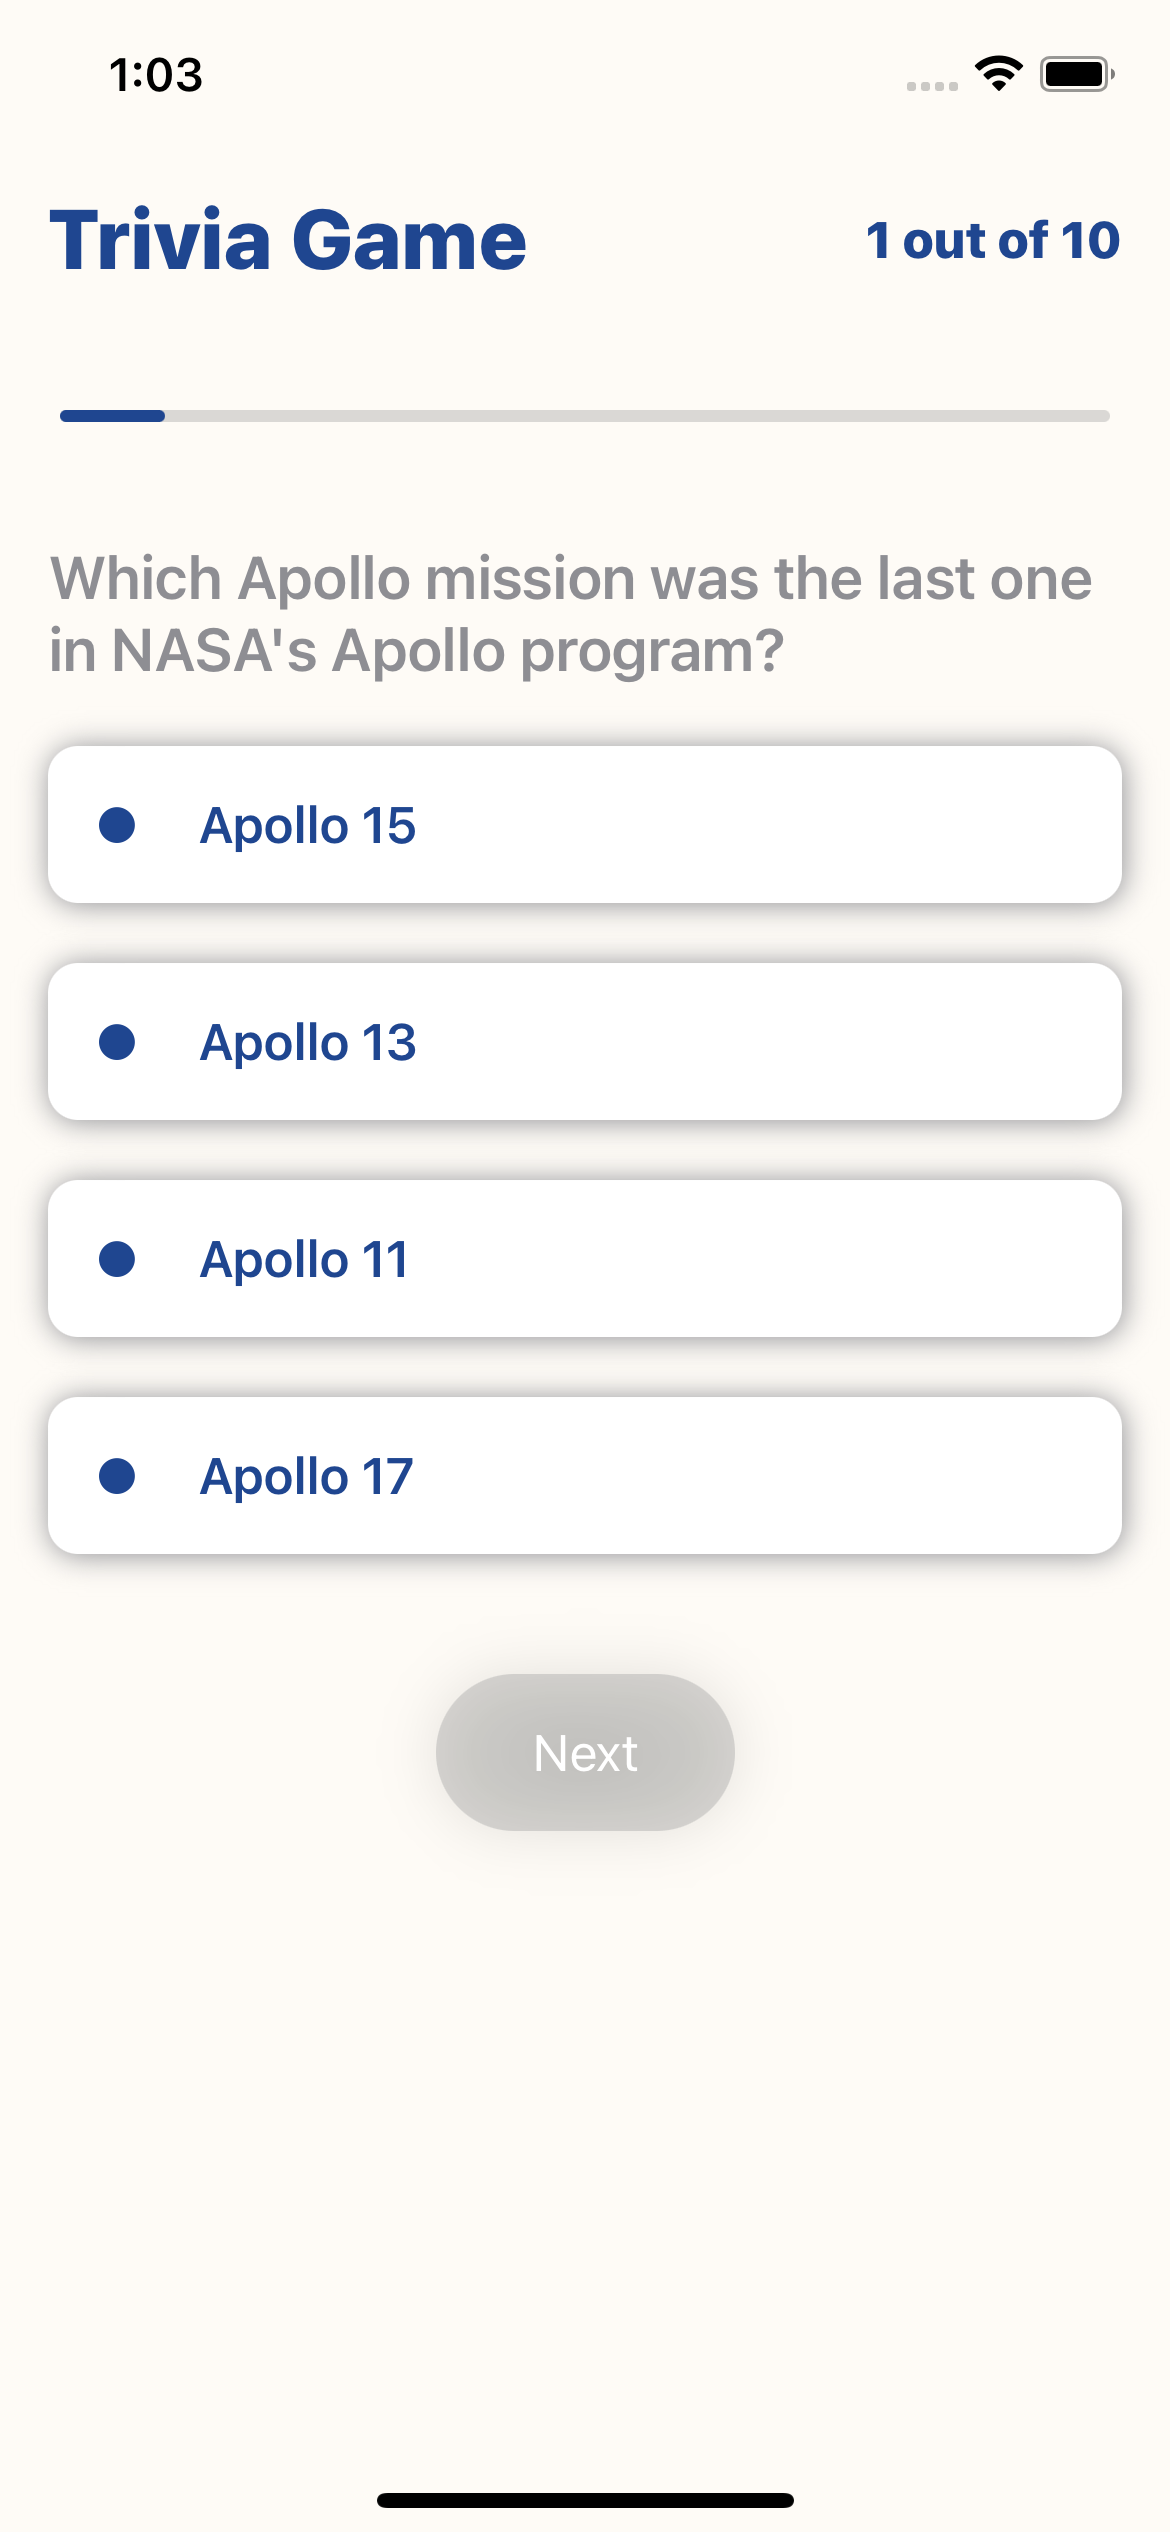 1:03
Trivia Game
1 out of 10
Which Apollo mission was the last one
in NASA's Apollo program?
Apollo 15
Apollo 13
Apollo 11
Apollo 17
Next